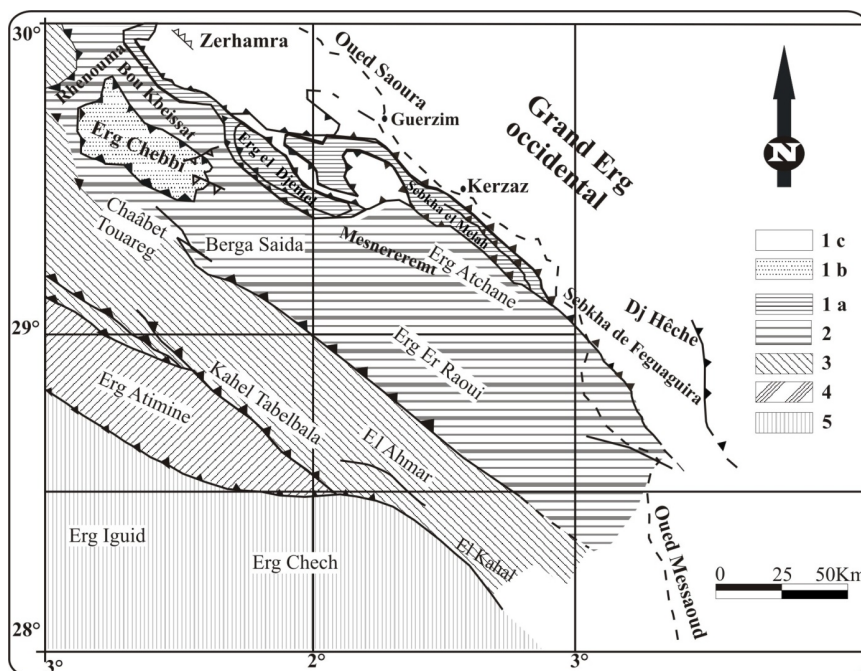 30°
Zerhamra
Oued Saoura
Rhenouma
Bou Kheissat
Guerzim
Grand Erg
occidental
N
Erg Chebbi
Erg el Djemel
Kerzaz
Sebkha el Melah
Chaâbet
Touareg
Berga Saida
Mesnereremt
Erg Atchane
1 c
1 b
1 a
2
3
4
5
Sebkha de Feguaguira
Dj Hêche
29°
Erg Er Raoui
Kahel Tabelbala
Erg Atimine
El Ahmar
Erg Iguid
Erg Chech
El Kahal
Oued Messaoud
0 25 50Km
28°
3° 2° 3°